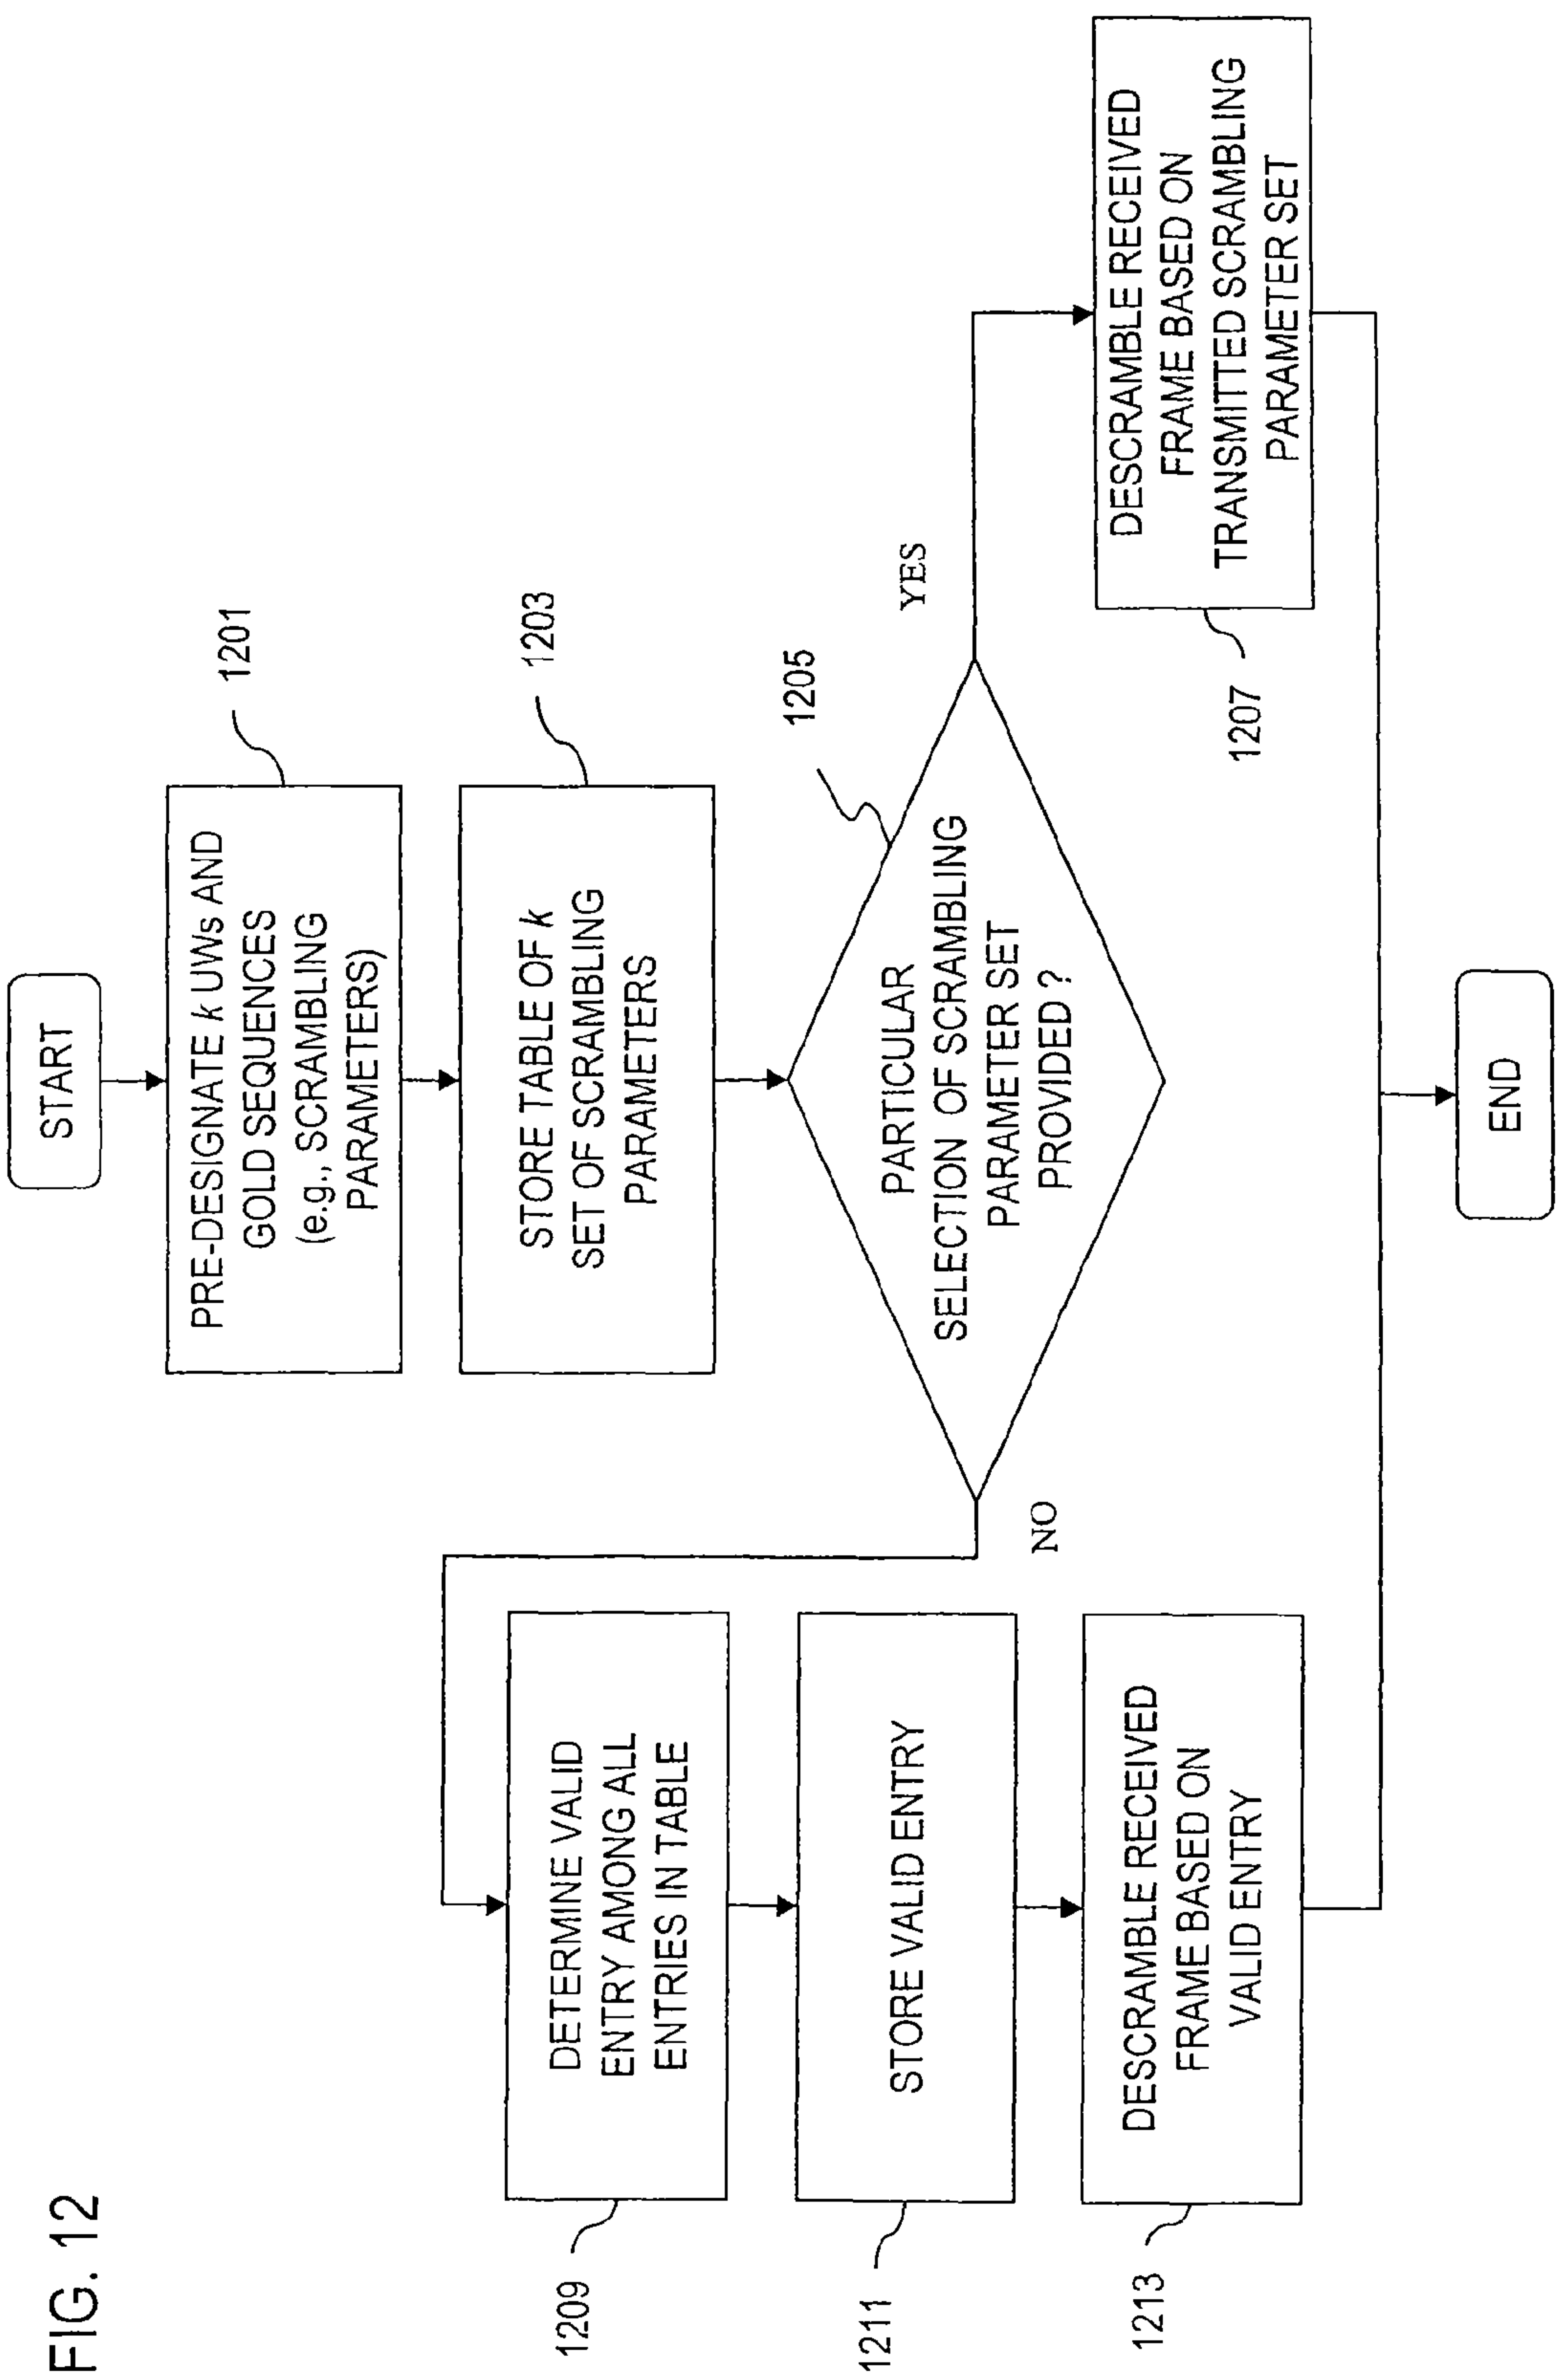 FIG. 12
START
PRE-DESIGNATE k UWs AND
GOLD SEQUENCES
(e.g., SCRAMBLING
PARAMETERS)
1201
STORE TABLE OF k
SET OF SCRAMBLING
PARAMETERS
1203
PARTICULAR
SELECTION OF SCRAMBLING
PARAMETER SET
PROVIDED ?
1205
YES
NO
DESCRAMBLE RECEIVED
FRAME BASED ON
TRANSMITTED SCRAMBLING
PARAMETER SET
1207
DETERMINE VALID
ENTRY AMONG ALL
ENTRIES IN TABLE
1209
STORE VALID ENTRY
1211
DESCRAMBLE RECEIVED
FRAME BASED ON
VALID ENTRY
1213
END